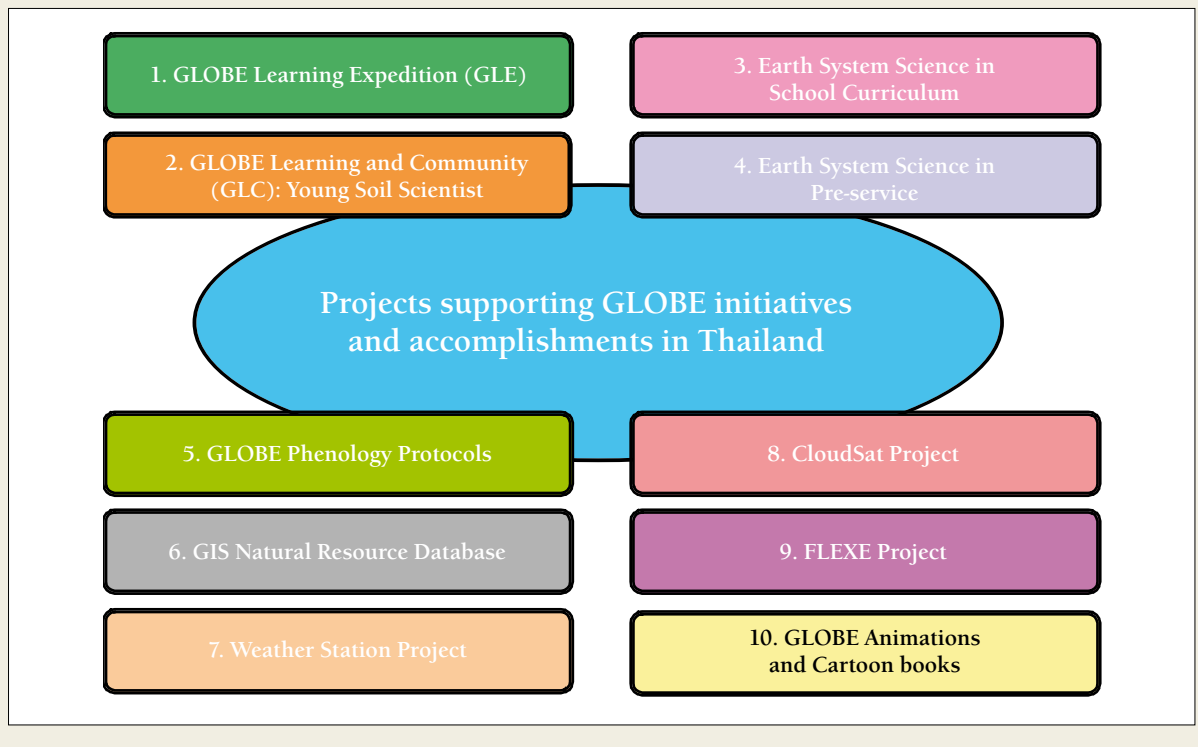 1. GLOBE Learning Expedition (GLE)
2. GLOBE Learning and Community
(GLC): Young Soil Scientist
3. Earth System Science in
School Curriculum
4. Earth System Science in
Pre-service
Projects supporting GLOBE initiatives
and accomplishments in Thailand
5. GLOBE Phenology Protocols
6. GIS Natural Resource Database
7. Weather Station Project
8. CloudSat Project
9. FLEXE Project
10. GLOBE Animations
and Cartoon books